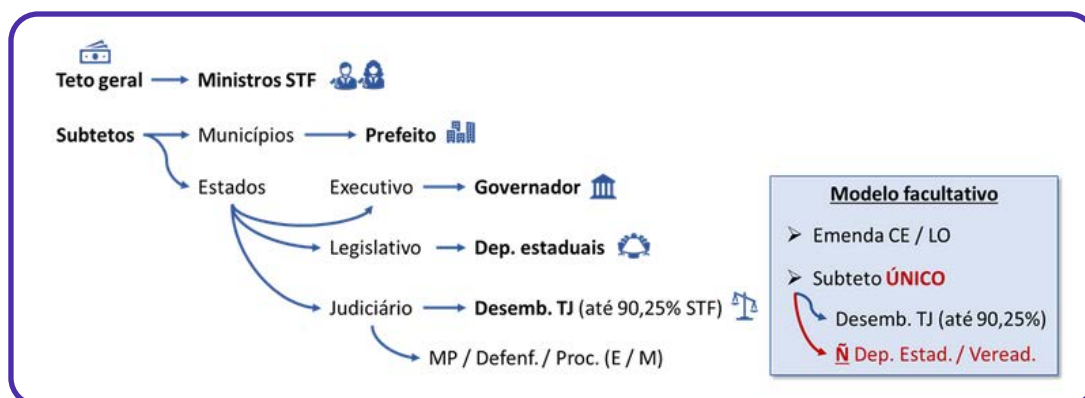 Teto geral → Ministros STF
Subtetos → Municípios → Prefeito
Estados Executivo → Governador
Legislativo → Dep. estaduais
Judiciário → Desemb. TJ (até 90,25% STF)
MP / Defenf. / Proc. (E / M)
Modelo facultativo
➢ Emenda CE / LO
➢ Subteto ÚNICO
Desemb. TJ (até 90,25%)
Ñ Dep. Estad. / Veread.